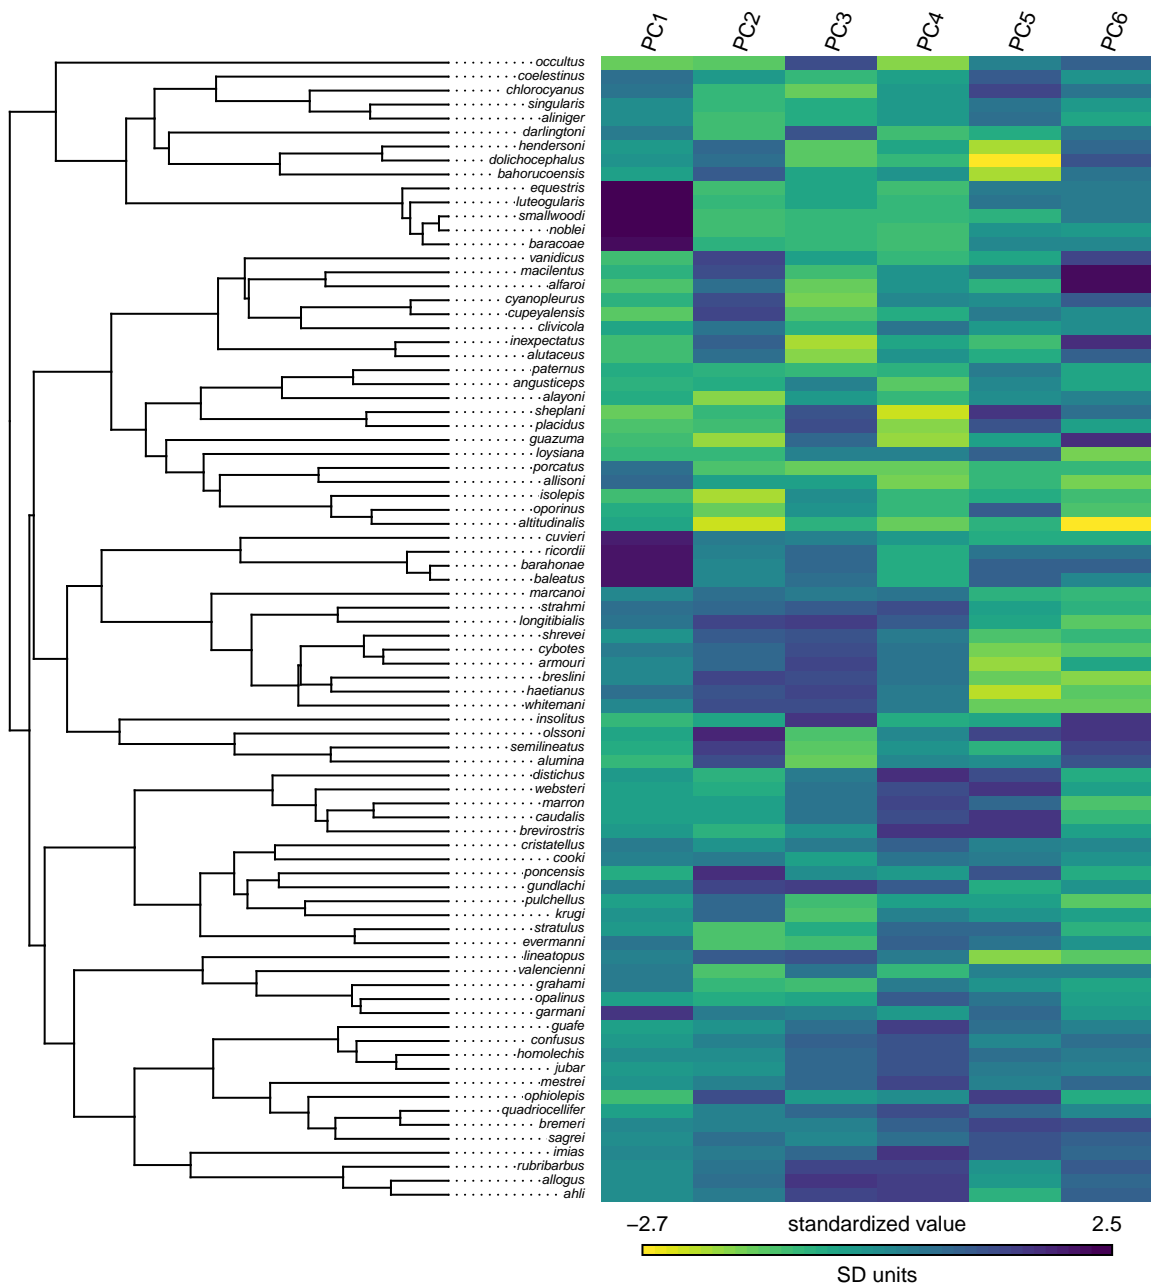 PC1 PC2 PC3 PC4 PC5 PC6
occultus
coelestinus
chlorocyanus
singularis
aliniger
darlingtoni
hendersoni
dolichocephalus
bahorucoensis
equestris
luteogularis
smallwoodi
noblei
baracoae
vanidicus
macilentus
alfaroi
cyanopleurus
cupeyalensis
clivicola
inexpectatus
alutaceus
paternus
angusticeps
alayoni
sheplani
placidus
guazuma
loysiana
porcatus
allisoni
isolepis
oporinus
altitudinalis
cuvieri
ricordii
barahonae
baleatus
marcanoi
strahmi
longitibialis
shrevei
cybotes
armouri
breslini
haetianus
whitemani
insolitus
olssoni
semilineatus
alumina
distichus
websteri
marron
caudalis
brevirostris
cristatellus
cooki
poncensis
gundlachi
pulchellus
krugi
stratulus
evermanni
lineatopus
valencienni
grahami
opalinus
garmani
guafe
confusus
homolechis
jubar
mestrei
ophiolepis
quadriocellifer
bremeri
sagrei
imias
rubribarbus
allogus
ahli
−2.7 standardized value 2.5
SD units